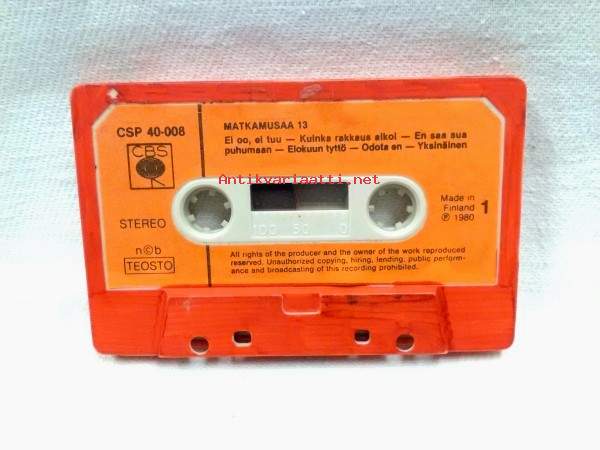 CSP 40-008
MATKAMUSAA 13
Ei oo, ei tuu — Kuinka rakkaus alkoi — En saa sua
puhumaan — Elokuun tyttö — Odota en — Yksinäinen
CBS
Antikvariaatti.net
STEREO
Made in
Finland
℗ 1980
1
100 50 0
n©b
TEOSTO
All rights of the producer and the owner of the work reproduced
reserved. Unauthorized copying, hiring, lending, public perform-
ance and broadcasting of this recording prohibited.